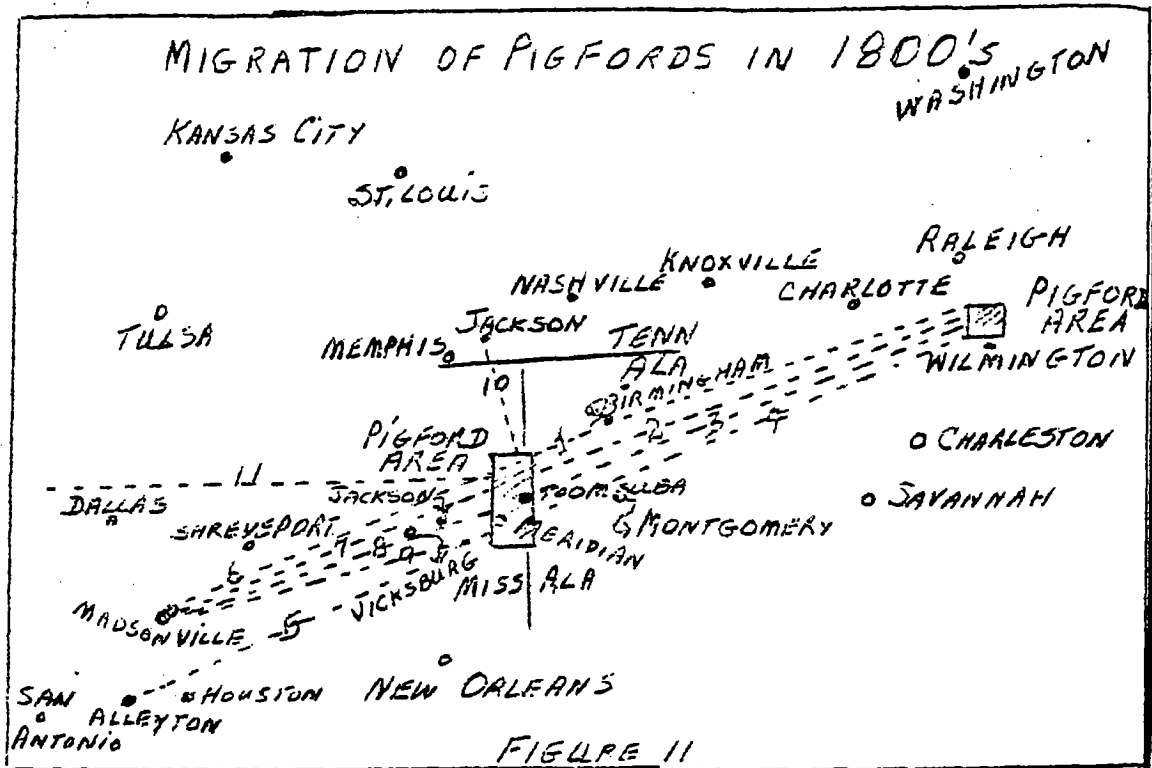 MIGRATION OF PIGFORDS IN 1800's
WASHINGTON
KANSAS CITY
ST. LOUIS
RALEIGH
KNOXVILLE
NASHVILLE
CHARLOTTE
PIGFORD
AREA
TULSA
JACKSON
MEMPHIS
TENN
ALA
WILMINGTON
10
BIRMINGHAM
1 2 3 4
PIGFORD
AREA
CHARLESTON
11
DALLAS
JACKSON
TOOMSUBA
SAVANNAH
MONTGOMERY
SHREVSPORT
MERIDIAN
6 7 8 9
VICKSBURG
MISS ALA
MADSONVILLE
5
NEW ORLEANS
SAN
ANTONIO
ALLEYTON
HOUSTON
FIGURE 11